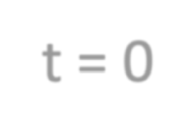 t = 0